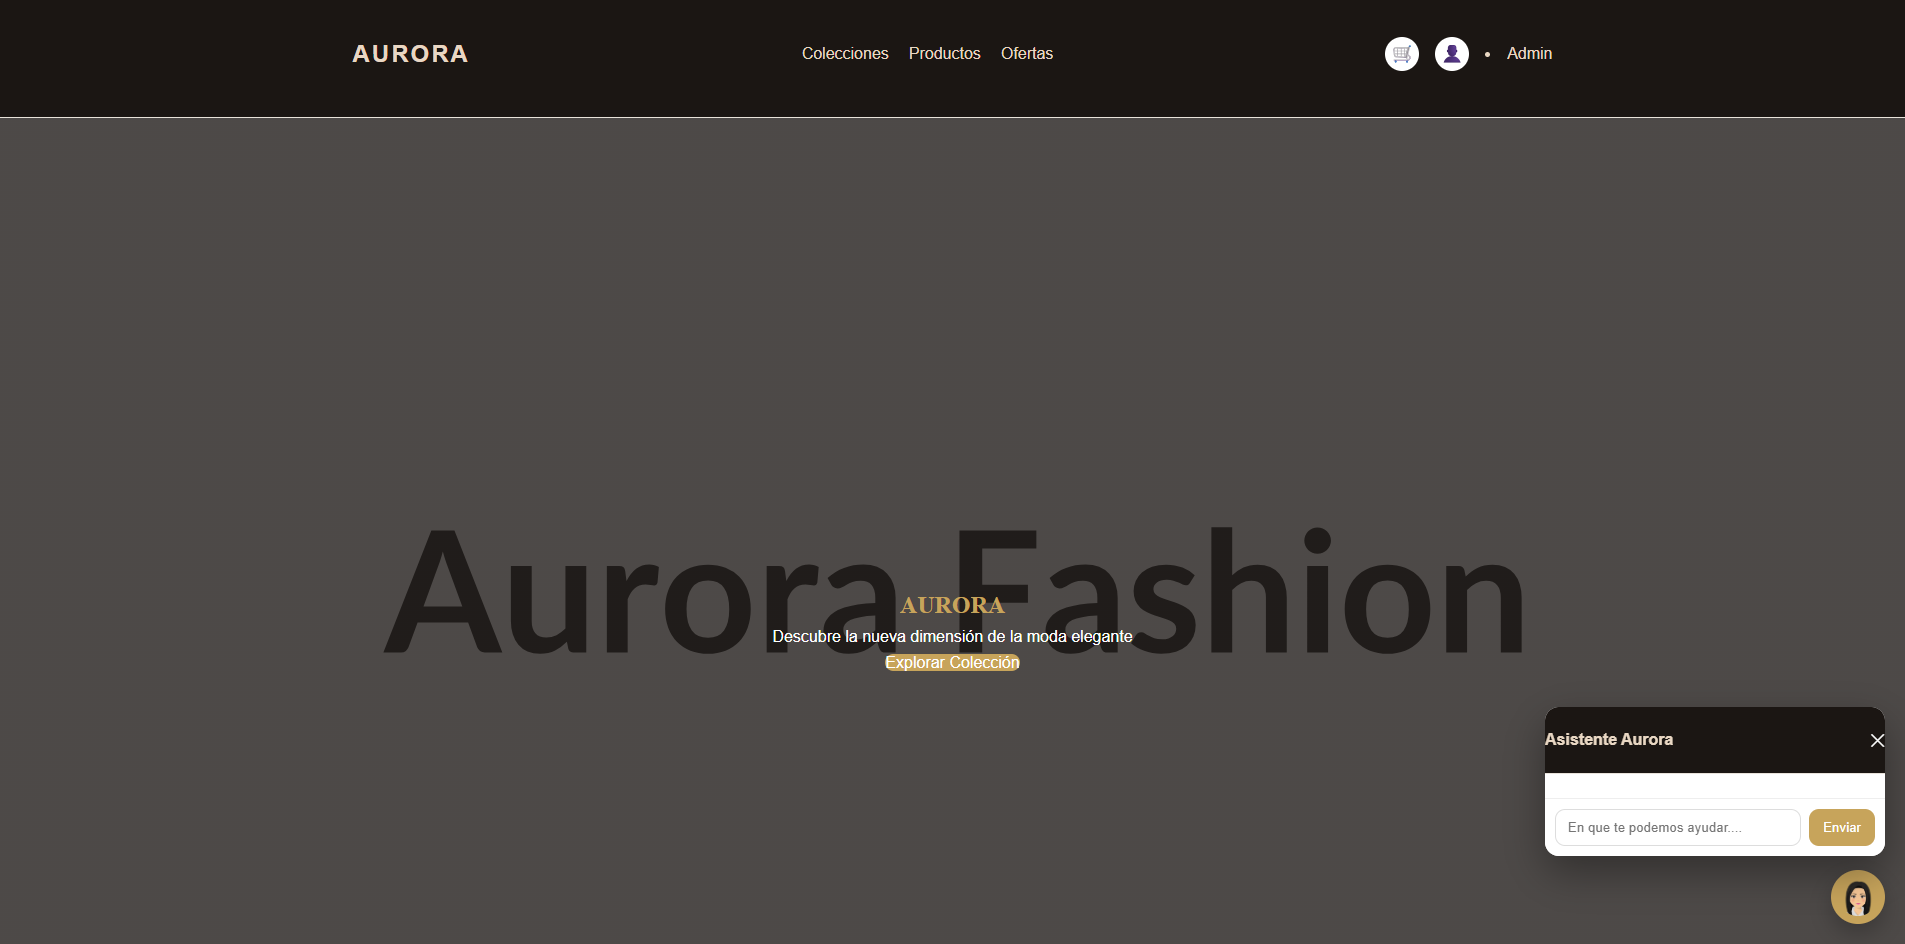 AURORA
Colecciones Productos Ofertas
• Admin
Aurora Fashion
AURORA
Descubre la nueva dimensión de la moda elegante
Explorar Colección
Asistente Aurora
En que te podemos ayudar....
Enviar